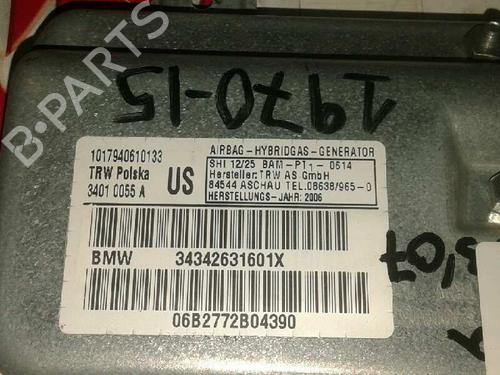 1970-15
B-PARTS
1017940610133
TRW Polska
3401 0055 A
US
AIRBAG-HYBRIDGAS-GENERATOR
SHI 12/25 BAM-PT1-0514
Hersteller:TRW AS GmbH
84544 ASCHAU TEL.08638/965-0
HERSTELLUNGS-JAHR: 2006
BMW 34342631601X
06B2772B04390